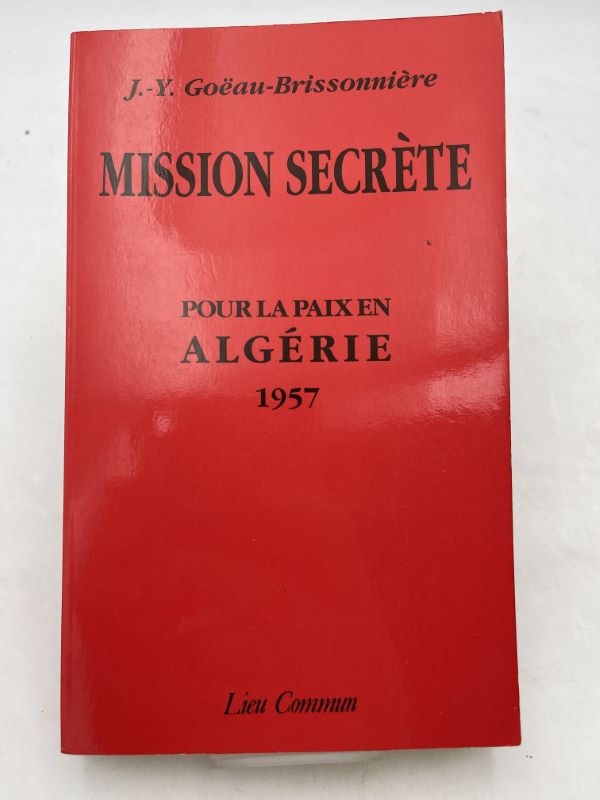 J.-Y. Goëau-Brissonnière
MISSION SECRÈTE
POUR LA PAIX EN
ALGÉRIE
1957
Lieu Commun